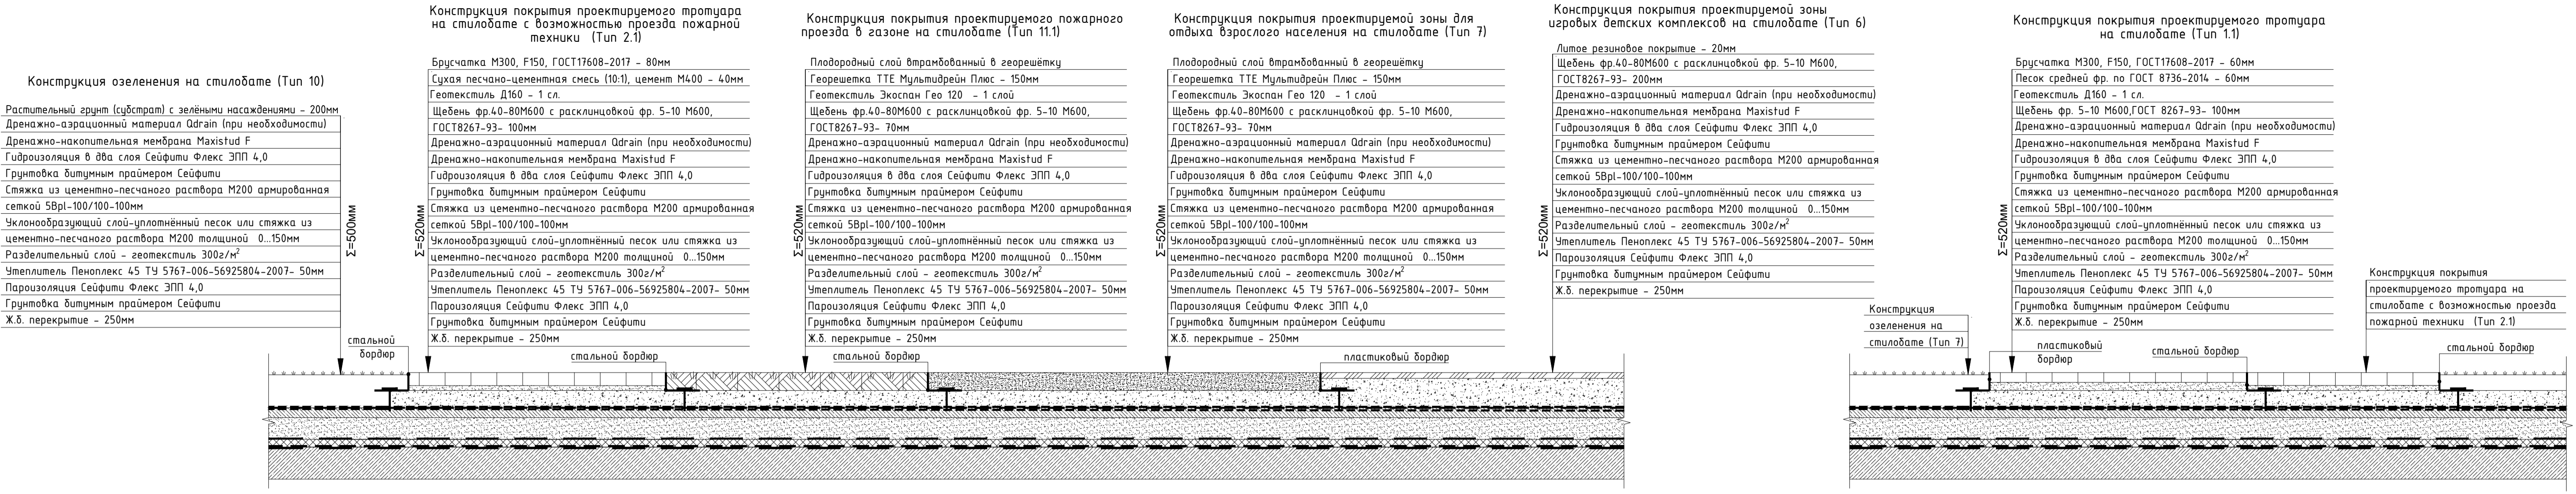 Конструкция озеленения на стилобате (Тип 10)
Растительный грунт (субстрат) с зелёными насаждениями - 200мм
Дренажно-аэрационный материал Qdrain (при необходимости)
Дренажно-накопительная мембрана Maxistud F
Гидроизоляция в два слоя Сейфити Флекс ЭПП 4,0
Грунтовка битумным праймером Сейфити
Стяжка из цементно-песчаного раствора М200 армированная
сеткой 5Bpl-100/100-100мм
Уклонообразующий слой-уплотнённый песок или стяжка из
цементно-песчаного раствора М200 толщиной 0...150мм
Разделительный слой - геотекстиль 300г/м²
Утеплитель Пеноплекс 45 ТУ 5767-006-56925804-2007- 50мм
Пароизоляция Сейфити Флекс ЭПП 4,0
Грунтовка битумным праймером Сейфити
Ж.б. перекрытие - 250мм
Σ=500мм
стальной
бордюр
Конструкция покрытия проектируемого тротуара
на стилобате с возможностью проезда пожарной
техники (Тип 2.1)
Брусчатка М300, F150, ГОСТ17608-2017 - 80мм
Сухая песчано-цементная смесь (10:1), цемент М400 - 40мм
Геотекстиль Д160 - 1 сл.
Щебень фр.40-80М600 с расклинцовкой фр. 5-10 М600,
ГОСТ8267-93- 100мм
Дренажно-аэрационный материал Qdrain (при необходимости)
Дренажно-накопительная мембрана Maxistud F
Гидроизоляция в два слоя Сейфити Флекс ЭПП 4,0
Грунтовка битумным праймером Сейфити
Стяжка из цементно-песчаного раствора М200 армированная
сеткой 5Bpl-100/100-100мм
Уклонообразующий слой-уплотнённый песок или стяжка из
цементно-песчаного раствора М200 толщиной 0...150мм
Разделительный слой - геотекстиль 300г/м²
Утеплитель Пеноплекс 45 ТУ 5767-006-56925804-2007- 50мм
Пароизоляция Сейфити Флекс ЭПП 4,0
Грунтовка битумным праймером Сейфити
Ж.б. перекрытие - 250мм
Σ=520мм
стальной бордюр
Конструкция покрытия проектируемого пожарного
проезда в газоне на стилобате (Тип 11.1)
Плодородный слой втрамбованный в георешётку
Георешетка ТТЕ Мультидрейн Плюс - 150мм
Геотекстиль Экоспан Гео 120 - 1 слой
Щебень фр.40-80М600 с расклинцовкой фр. 5-10 М600,
ГОСТ8267-93- 70мм
Дренажно-аэрационный материал Qdrain (при необходимости)
Дренажно-накопительная мембрана Maxistud F
Гидроизоляция в два слоя Сейфити Флекс ЭПП 4,0
Грунтовка битумным праймером Сейфити
Стяжка из цементно-песчаного раствора М200 армированная
сеткой 5Bpl-100/100-100мм
Уклонообразующий слой-уплотнённый песок или стяжка из
цементно-песчаного раствора М200 толщиной 0...150мм
Разделительный слой - геотекстиль 300г/м²
Утеплитель Пеноплекс 45 ТУ 5767-006-56925804-2007- 50мм
Пароизоляция Сейфити Флекс ЭПП 4,0
Грунтовка битумным праймером Сейфити
Ж.б. перекрытие - 250мм
Σ=520мм
стальной бордюр
Конструкция покрытия проектируемой зоны для
отдыха взрослого населения на стилобате (Тип 7)
Плодородный слой втрамбованный в георешётку
Георешетка ТТЕ Мультидрейн Плюс - 150мм
Геотекстиль Экоспан Гео 120 - 1 слой
Щебень фр.40-80М600 с расклинцовкой фр. 5-10 М600,
ГОСТ8267-93- 70мм
Дренажно-аэрационный материал Qdrain (при необходимости)
Дренажно-накопительная мембрана Maxistud F
Гидроизоляция в два слоя Сейфити Флекс ЭПП 4,0
Грунтовка битумным праймером Сейфити
Стяжка из цементно-песчаного раствора М200 армированная
сеткой 5Bpl-100/100-100мм
Уклонообразующий слой-уплотнённый песок или стяжка из
цементно-песчаного раствора М200 толщиной 0...150мм
Разделительный слой - геотекстиль 300г/м²
Утеплитель Пеноплекс 45 ТУ 5767-006-56925804-2007- 50мм
Пароизоляция Сейфити Флекс ЭПП 4,0
Грунтовка битумным праймером Сейфити
Ж.б. перекрытие - 250мм
Σ=520мм
пластиковый бордюр
Конструкция покрытия проектируемой зоны
игровых детских комплексов на стилобате (Тип 6)
Литое резиновое покрытие - 20мм
Щебень фр.40-80М600 с расклинцовкой фр. 5-10 М600,
ГОСТ8267-93- 200мм
Дренажно-аэрационный материал Qdrain (при необходимости)
Дренажно-накопительная мембрана Maxistud F
Гидроизоляция в два слоя Сейфити Флекс ЭПП 4,0
Грунтовка битумным праймером Сейфити
Стяжка из цементно-песчаного раствора М200 армированная
сеткой 5Bpl-100/100-100мм
Уклонообразующий слой-уплотнённый песок или стяжка из
цементно-песчаного раствора М200 толщиной 0...150мм
Разделительный слой - геотекстиль 300г/м²
Утеплитель Пеноплекс 45 ТУ 5767-006-56925804-2007- 50мм
Пароизоляция Сейфити Флекс ЭПП 4,0
Грунтовка битумным праймером Сейфити
Ж.б. перекрытие - 250мм
Σ=520мм
Конструкция
озеленения на
стилобате (Тип 7)
Конструкция покрытия проектируемого тротуара
на стилобате (Тип 1.1)
Брусчатка М300, F150, ГОСТ17608-2017 - 60мм
Песок средней фр. по ГОСТ 8736-2014 - 60мм
Геотекстиль Д160 - 1 сл.
Щебень фр. 5-10 М600,ГОСТ 8267-93- 100мм
Дренажно-аэрационный материал Qdrain (при необходимости)
Дренажно-накопительная мембрана Maxistud F
Гидроизоляция в два слоя Сейфити Флекс ЭПП 4,0
Грунтовка битумным праймером Сейфити
Стяжка из цементно-песчаного раствора М200 армированная
сеткой 5Bpl-100/100-100мм
Уклонообразующий слой-уплотнённый песок или стяжка из
цементно-песчаного раствора М200 толщиной 0...150мм
Разделительный слой - геотекстиль 300г/м²
Утеплитель Пеноплекс 45 ТУ 5767-006-56925804-2007- 50мм
Пароизоляция Сейфити Флекс ЭПП 4,0
Грунтовка битумным праймером Сейфити
Ж.б. перекрытие - 250мм
Σ=520мм
пластиковый
бордюр
стальной бордюр
Конструкция покрытия
проектируемого тротуара на
стилобате с возможностью проезда
пожарной техники (Тип 2.1)
стальной бордюр